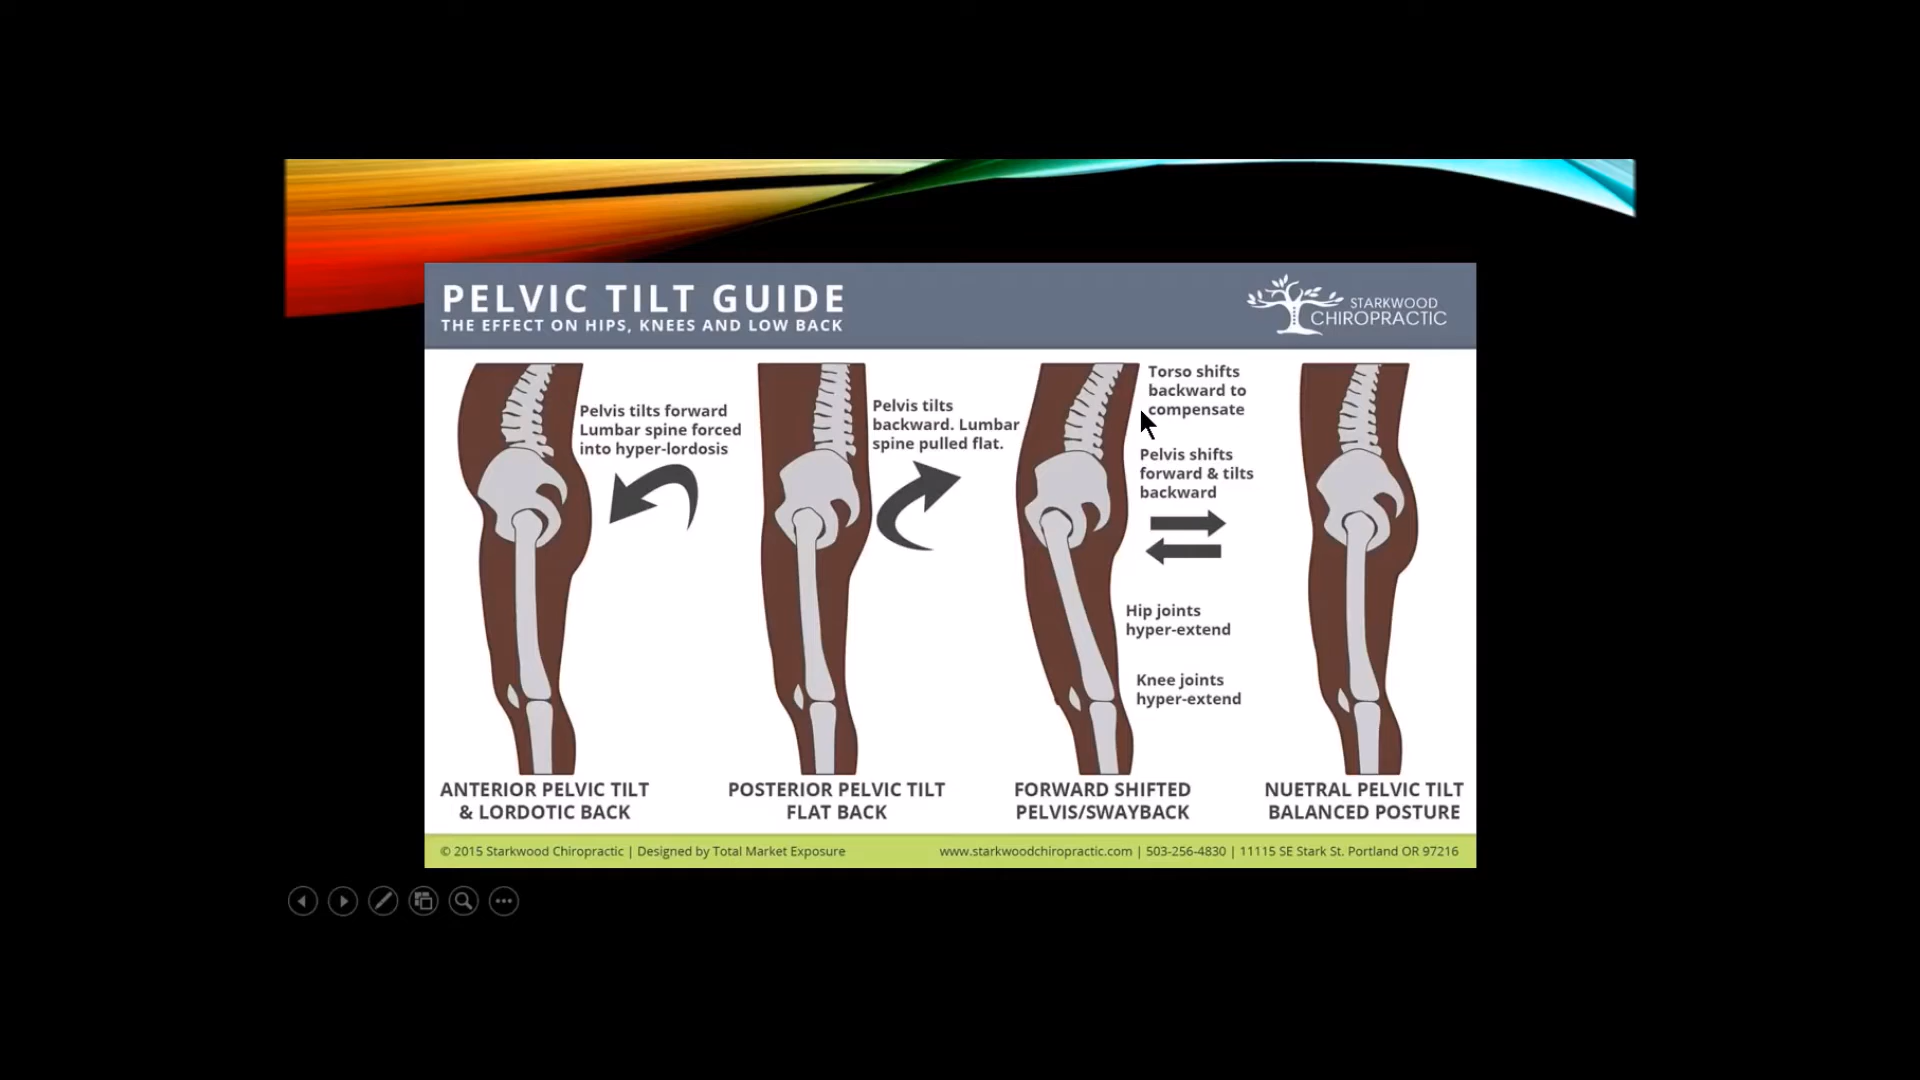 PELVIC TILT GUIDE
THE EFFECT ON HIPS, KNEES AND LOW BACK
STARKWOOD
CHIROPRACTIC
Pelvis tilts forward
Lumbar spine forced
into hyper-lordosis
Pelvis tilts
backward. Lumbar
spine pulled flat.
Torso shifts
backward to
compensate
Pelvis shifts
forward & tilts
backward
Hip joints
hyper-extend
Knee joints
hyper-extend
ANTERIOR PELVIC TILT
& LORDOTIC BACK
POSTERIOR PELVIC TILT
FLAT BACK
FORWARD SHIFTED
PELVIS/SWAYBACK
NUETRAL PELVIC TILT
BALANCED POSTURE
© 2015 Starkwood Chiropractic | Designed by Total Market Exposure
www.starkwoodchiropractic.com | 503-256-4830 | 11115 SE Stark St. Portland OR 97216